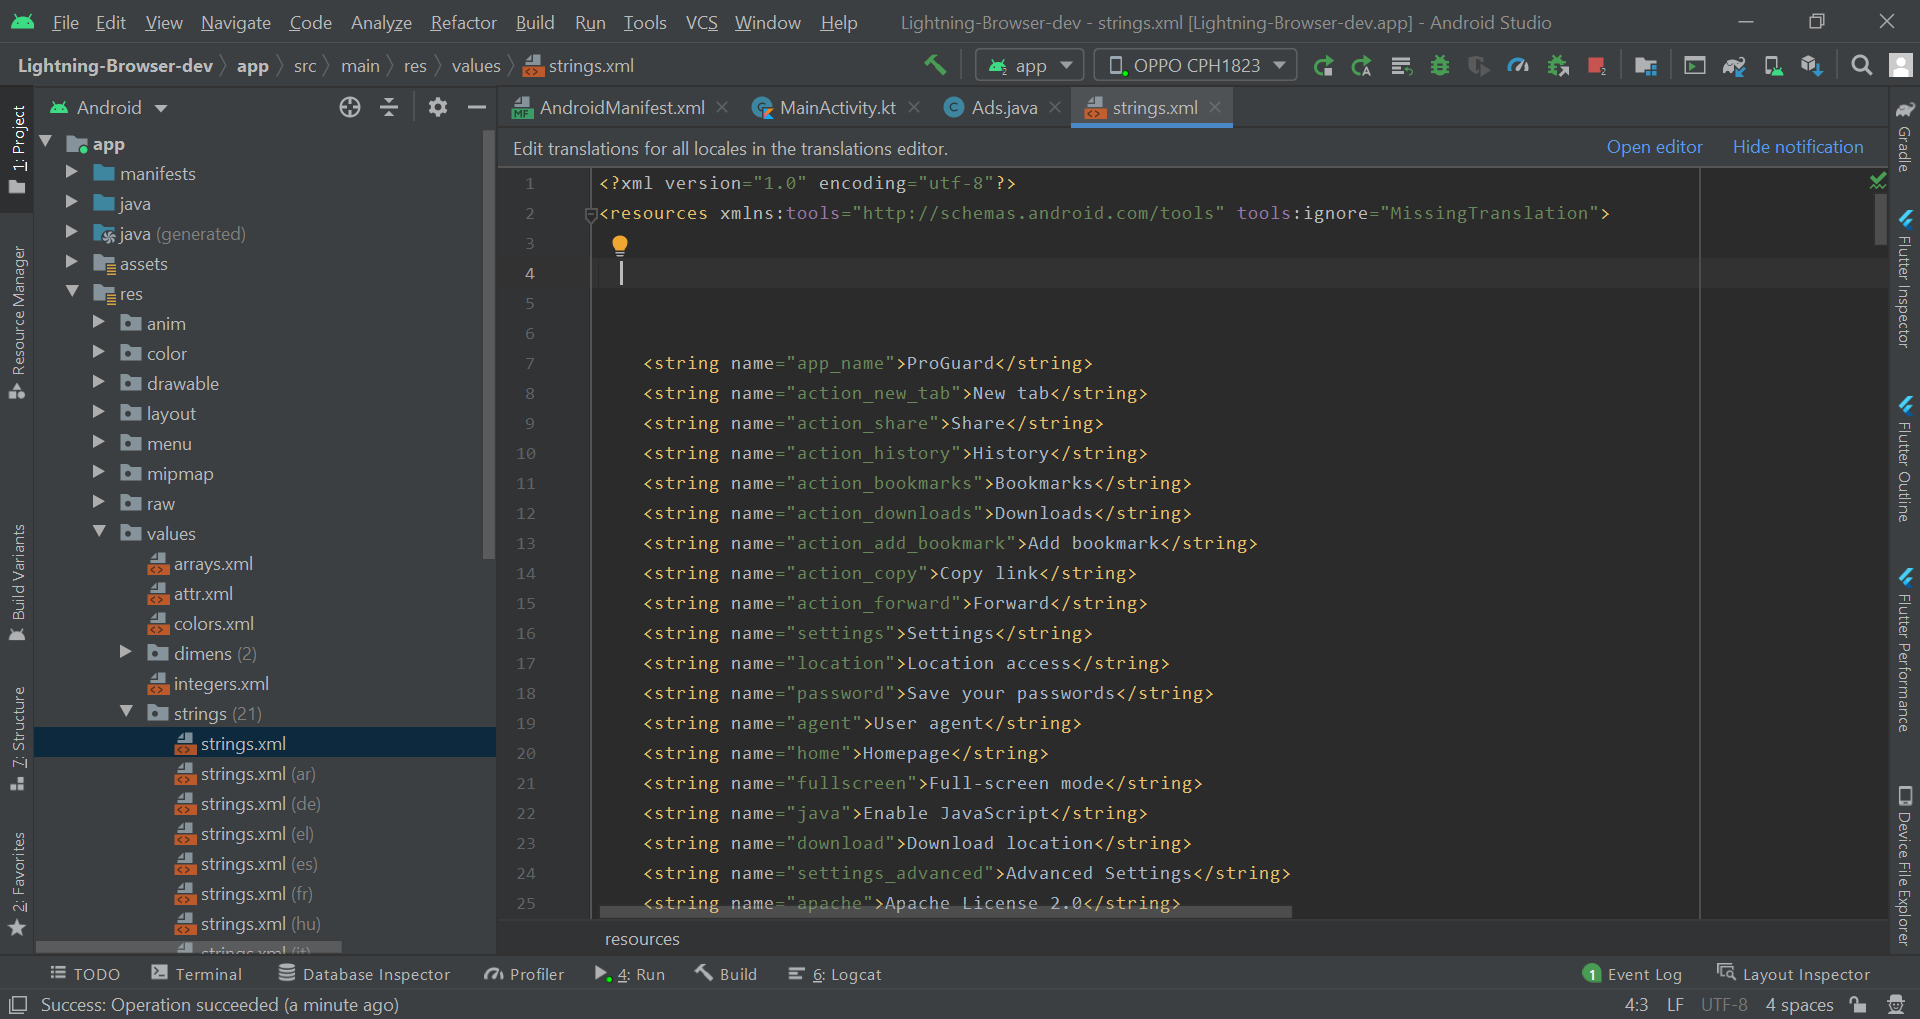 File Edit View Navigate Code Analyze Refactor Build Run Tools VCS Window Help Lightning-Browser-dev - strings.xml [Lightning-Browser-dev.app] - Android Studio
Lightning-Browser-dev app src main res values strings.xml app OPPO CPH1823
Android
AndroidManifest.xml MainActivity.kt Ads.java strings.xml
Edit translations for all locales in the translations editor. Open editor Hide notification
1: Project
Resource Manager
Build Variants
7: Structure
2: Favorites
app
manifests
java
java (generated)
assets
res
anim
color
drawable
layout
menu
mipmap
raw
values
arrays.xml
attr.xml
colors.xml
dimens (2)
integers.xml
strings (21)
strings.xml
strings.xml (ar)
strings.xml (de)
strings.xml (el)
strings.xml (es)
strings.xml (fr)
strings.xml (hu)
strings.xml (it)
1 <?xml version="1.0" encoding="utf-8"?>
2 <resources xmlns:tools="http://schemas.android.com/tools" tools:ignore="MissingTranslation">
3
4
5
6
7 <string name="app_name">ProGuard</string>
8 <string name="action_new_tab">New tab</string>
9 <string name="action_share">Share</string>
10 <string name="action_history">History</string>
11 <string name="action_bookmarks">Bookmarks</string>
12 <string name="action_downloads">Downloads</string>
13 <string name="action_add_bookmark">Add bookmark</string>
14 <string name="action_copy">Copy link</string>
15 <string name="action_forward">Forward</string>
16 <string name="settings">Settings</string>
17 <string name="location">Location access</string>
18 <string name="password">Save your passwords</string>
19 <string name="agent">User agent</string>
20 <string name="home">Homepage</string>
21 <string name="fullscreen">Full-screen mode</string>
22 <string name="java">Enable JavaScript</string>
23 <string name="download">Download location</string>
24 <string name="settings_advanced">Advanced Settings</string>
25 <string name="apache">Apache License 2.0</string>
resources
Gradle
Flutter Inspector
Flutter Outline
Flutter Performance
Device File Explorer
TODO Terminal Database Inspector Profiler 4: Run Build 6: Logcat 1 Event Log Layout Inspector
Success: Operation succeeded (a minute ago) 4:3 LF UTF-8 4 spaces